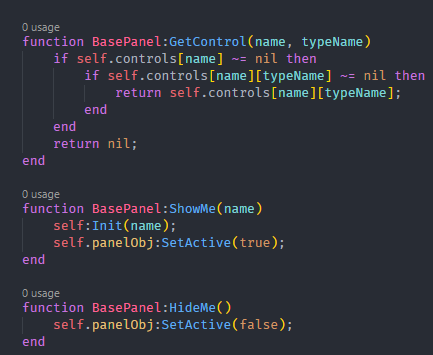 0 usage
function BasePanel:GetControl(name, typeName)
    if self.controls[name] ~= nil then
        if self.controls[name][typeName] ~= nil then
            return self.controls[name][typeName];
        end
    end
    return nil;
end
0 usage
function BasePanel:ShowMe(name)
    self:Init(name);
    self.panelObj:SetActive(true);
end
0 usage
function BasePanel:HideMe()
    self.panelObj:SetActive(false);
end